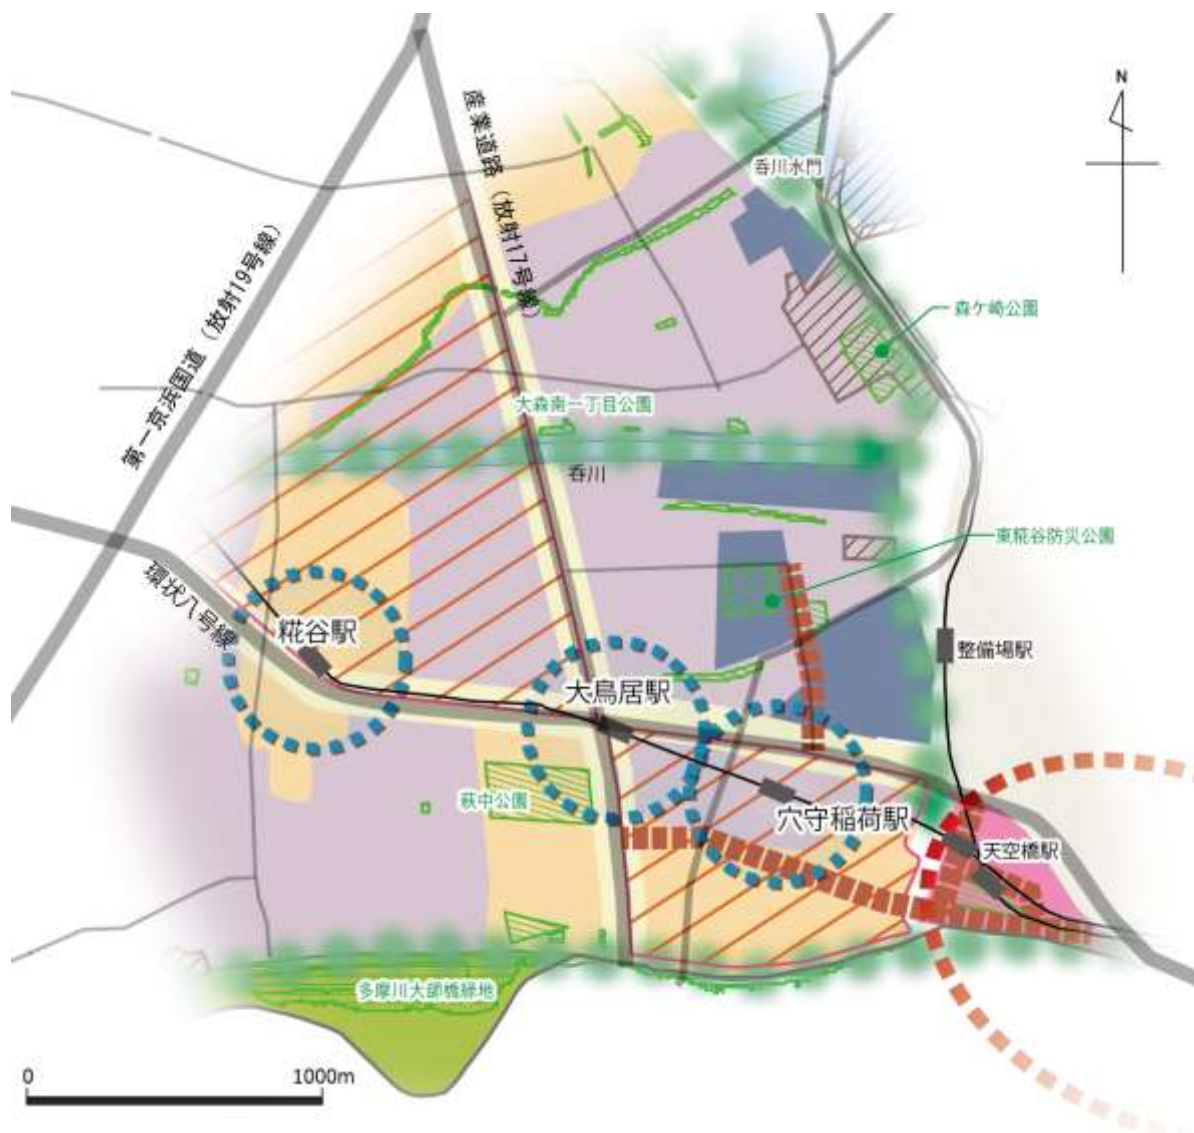 N
産業道路（放射17号線）
呑川水門
第一京浜国道（放射19号線）
森ケ崎公園
大森南一丁目公園
呑川
東糀谷防災公園
環状八号線
糀谷駅
整備場駅
大鳥居駅
萩中公園
穴守稲荷駅
天空橋駅
多摩川大師橋緑地
0 1000m